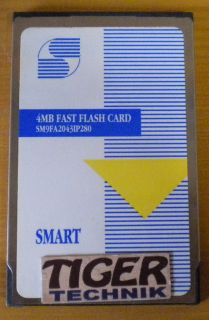 4MB FAST FLASH CARD
SM9FA2043IP280
SMART
TIGER
TECHNIK